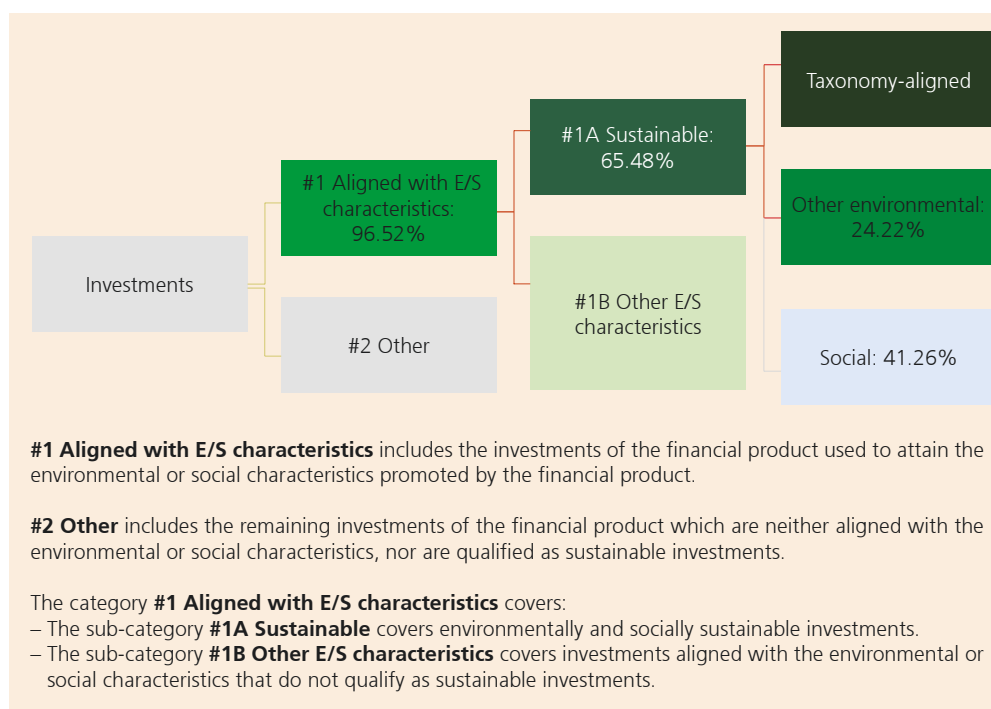 Taxonomy-aligned
#1A Sustainable:
65.48%
#1 Aligned with E/S
characteristics:
96.52%
Other environmental:
24.22%
Investments
#1B Other E/S
characteristics
#2 Other
Social: 41.26%
#1 Aligned with E/S characteristics includes the investments of the financial product used to attain the
environmental or social characteristics promoted by the financial product.
#2 Other includes the remaining investments of the financial product which are neither aligned with the
environmental or social characteristics, nor are qualified as sustainable investments.
The category #1 Aligned with E/S characteristics covers:
– The sub-category #1A Sustainable covers environmentally and socially sustainable investments.
– The sub-category #1B Other E/S characteristics covers investments aligned with the environmental or
social characteristics that do not qualify as sustainable investments.